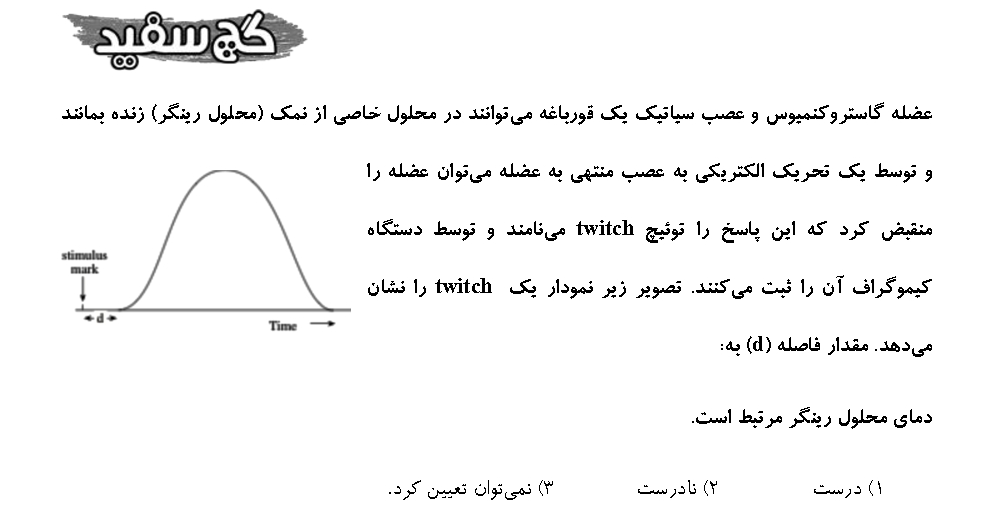 گچ سفید
عضله گاستروکنمیوس و عصب سیاتیک یک قورباغه می‌توانند در محلول خاصی از نمک (محلول رینگر) زنده بمانند
و توسط یک تحریک الکتریکی به عصب منتهی به عضله می‌توان عضله را
منقبض کرد که این پاسخ را توئیچ twitch می‌نامند و توسط دستگاه
کیموگراف آن را ثبت می‌کنند. تصویر زیر نمودار یک twitch را نشان
می‌دهد. مقدار فاصله (d) به:
stimulus
mark
d
Time
دمای محلول رینگر مرتبط است.
۱) درست ۲) نادرست ۳) نمی‌توان تعیین کرد.